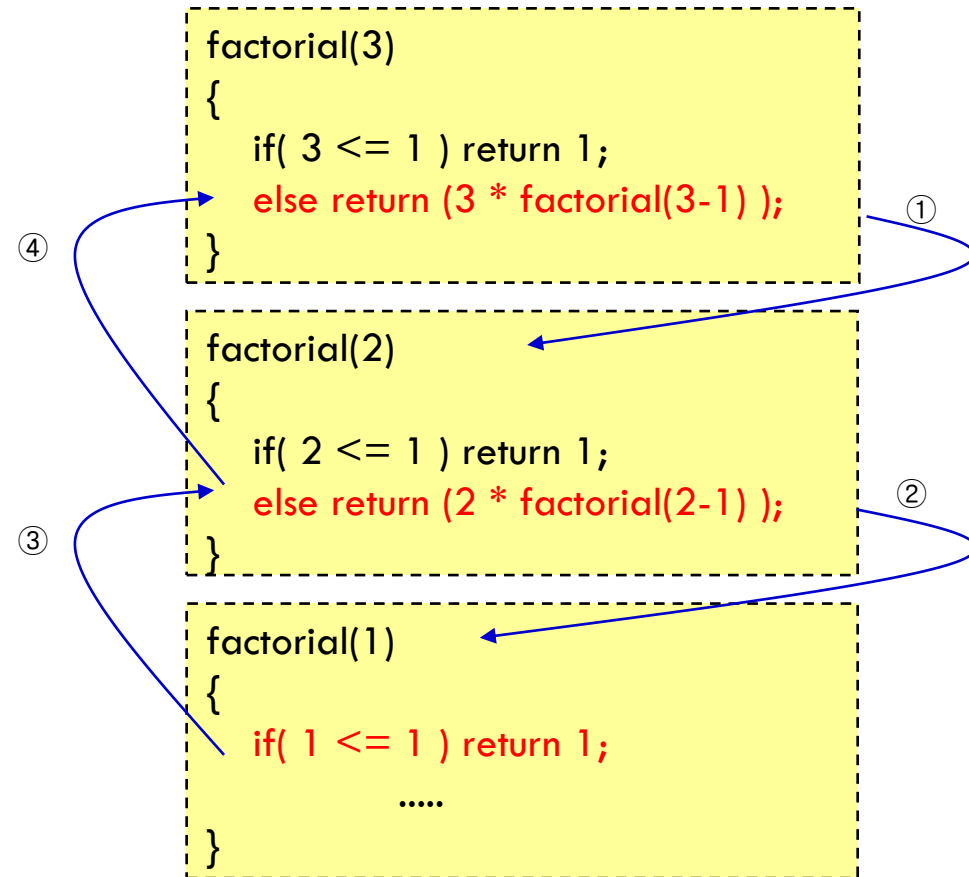 factorial(3)
{
if( 3 <= 1 ) return 1;
else return (3 * factorial(3-1) );
}
①
④
factorial(2)
{
if( 2 <= 1 ) return 1;
else return (2 * factorial(2-1) );
}
②
③
factorial(1)
{
if( 1 <= 1 ) return 1;
.....
}